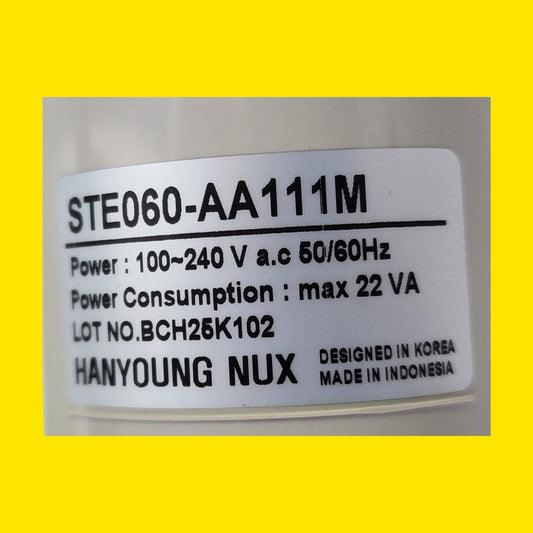 STE060-AA111M
Power : 100~240 V a.c 50/60Hz
Power Consumption : max 22 VA
LOT NO.BCH25K102
HANYOUNG NUX DESIGNED IN KOREA
MADE IN INDONESIA